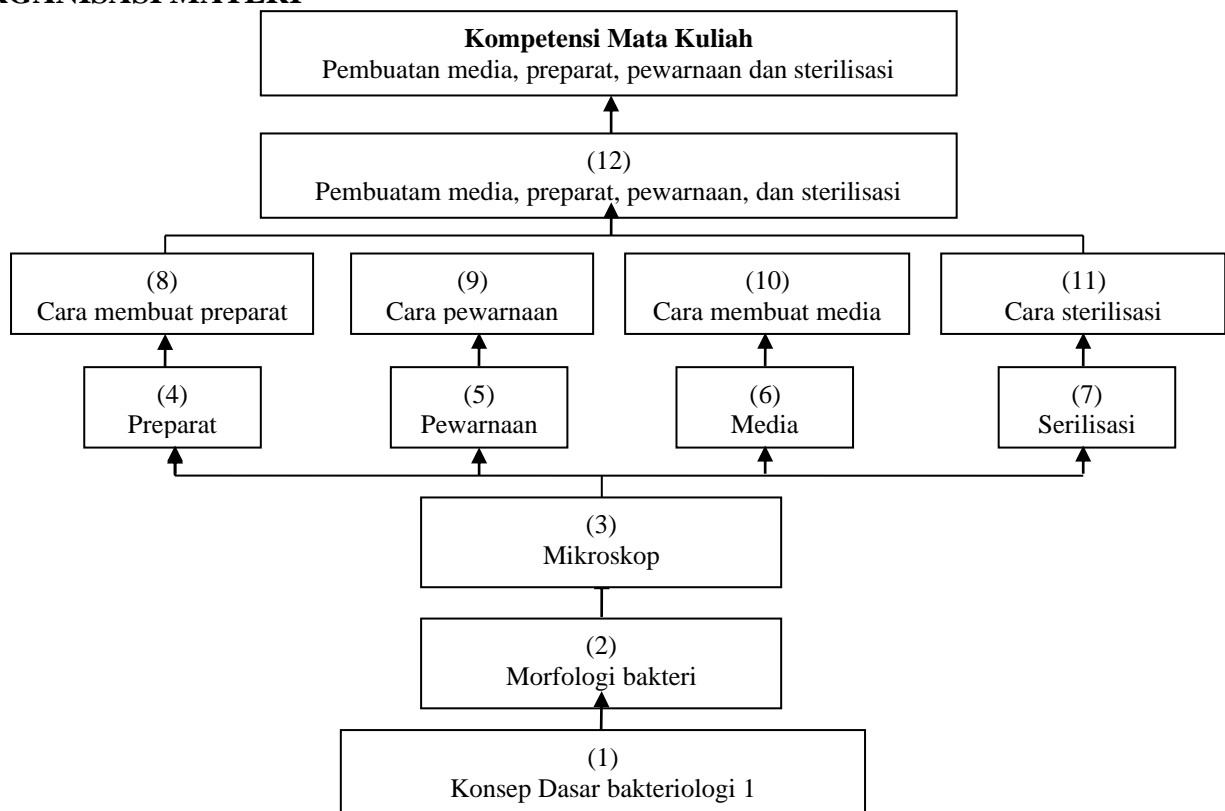 RGANISASI MATERI
Kompetensi Mata Kuliah
Pembuatan media, preparat, pewarnaan dan sterilisasi
(12)
Pembuatam media, preparat, pewarnaan, dan sterilisasi
(8)
Cara membuat preparat
(9)
Cara pewarnaan
(10)
Cara membuat media
(11)
Cara sterilisasi
(4)
Preparat
(5)
Pewarnaan
(6)
Media
(7)
Serilisasi
(3)
Mikroskop
(2)
Morfologi bakteri
(1)
Konsep Dasar bakteriologi 1